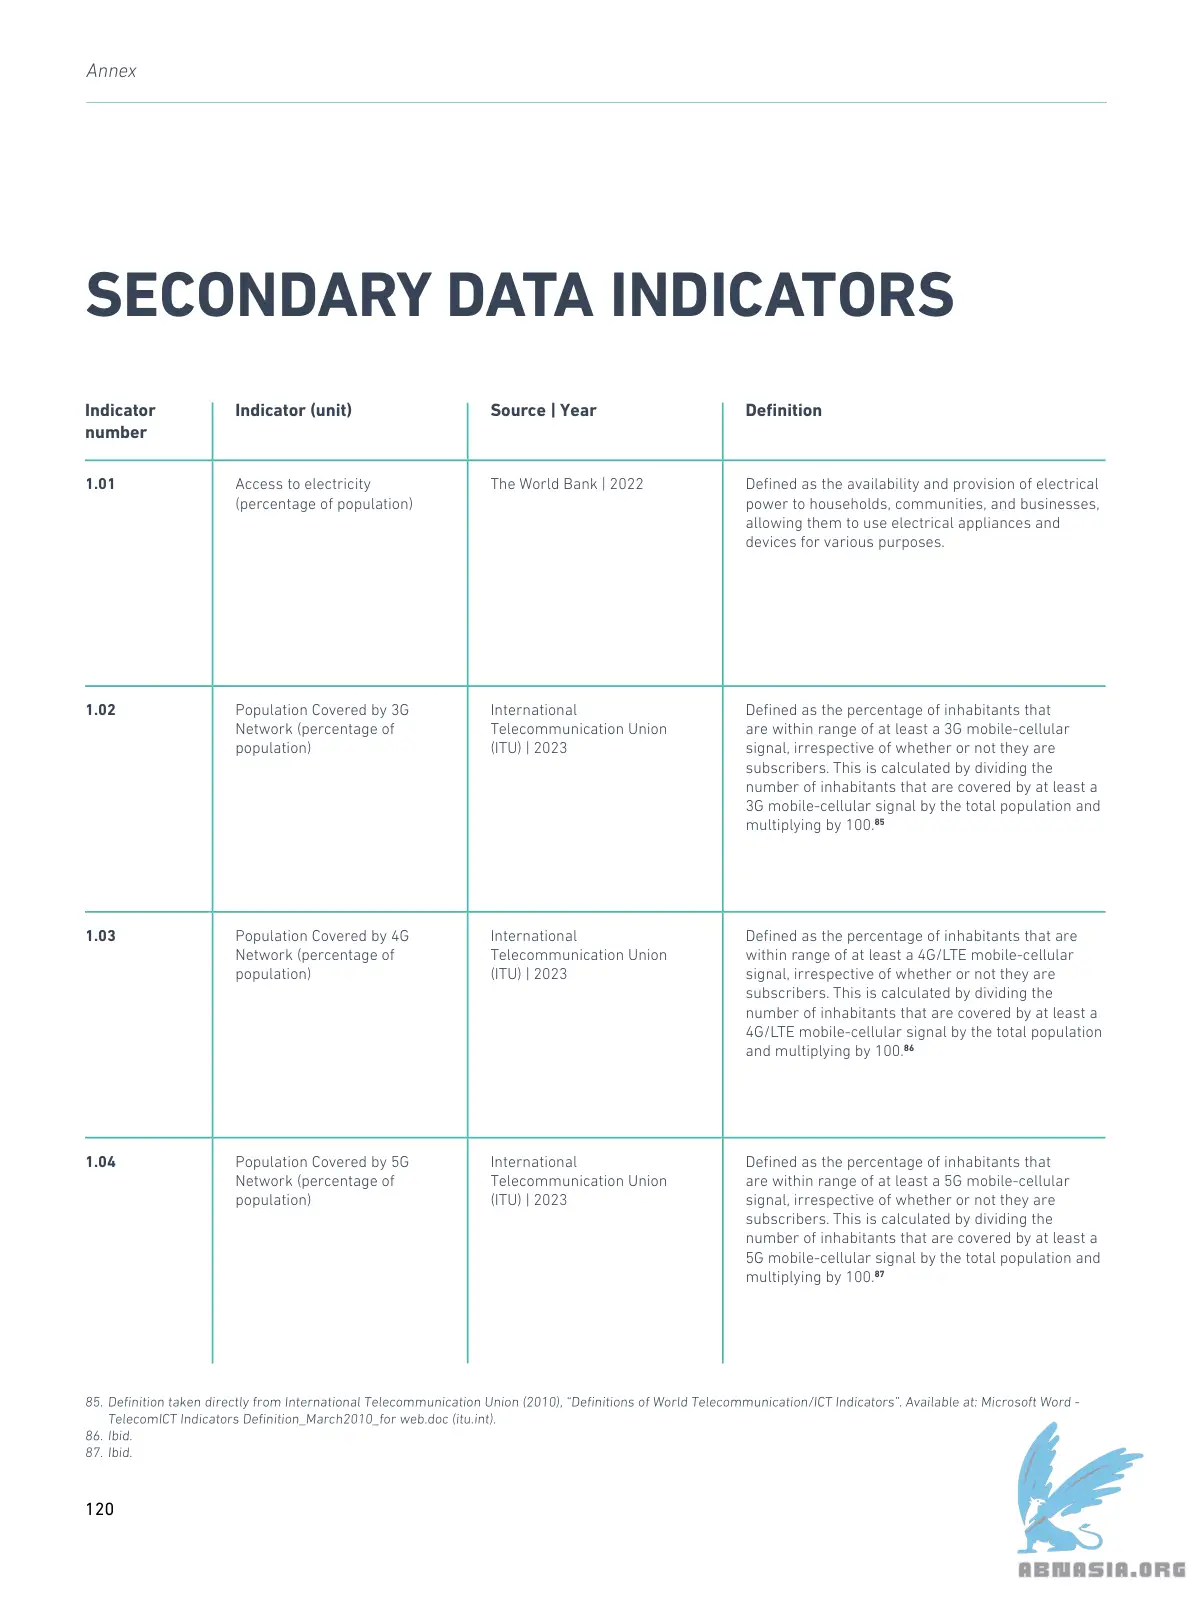 Annex
SECONDARY DATA INDICATORS
Indicator
number
Indicator (unit)
Source | Year
Definition
1.01
Access to electricity
(percentage of population)
The World Bank | 2022
Defined as the availability and provision of electrical
power to households, communities, and businesses,
allowing them to use electrical appliances and
devices for various purposes.
1.02
Population Covered by 3G
Network (percentage of
population)
International
Telecommunication Union
(ITU) | 2023
Defined as the percentage of inhabitants that
are within range of at least a 3G mobile-cellular
signal, irrespective of whether or not they are
subscribers. This is calculated by dividing the
number of inhabitants that are covered by at least a
3G mobile-cellular signal by the total population and
multiplying by 100.85
1.03
Population Covered by 4G
Network (percentage of
population)
International
Telecommunication Union
(ITU) | 2023
Defined as the percentage of inhabitants that are
within range of at least a 4G/LTE mobile-cellular
signal, irrespective of whether or not they are
subscribers. This is calculated by dividing the
number of inhabitants that are covered by at least a
4G/LTE mobile-cellular signal by the total population
and multiplying by 100.86
1.04
Population Covered by 5G
Network (percentage of
population)
International
Telecommunication Union
(ITU) | 2023
Defined as the percentage of inhabitants that
are within range of at least a 5G mobile-cellular
signal, irrespective of whether or not they are
subscribers. This is calculated by dividing the
number of inhabitants that are covered by at least a
5G mobile-cellular signal by the total population and
multiplying by 100.87
85. Definition taken directly from International Telecommunication Union (2010), “Definitions of World Telecommunication/ICT Indicators”. Available at: Microsoft Word -
TelecomICT Indicators Definition_March2010_for web.doc (itu.int).
86. Ibid.
87. Ibid.
120
ABNASIA.ORG